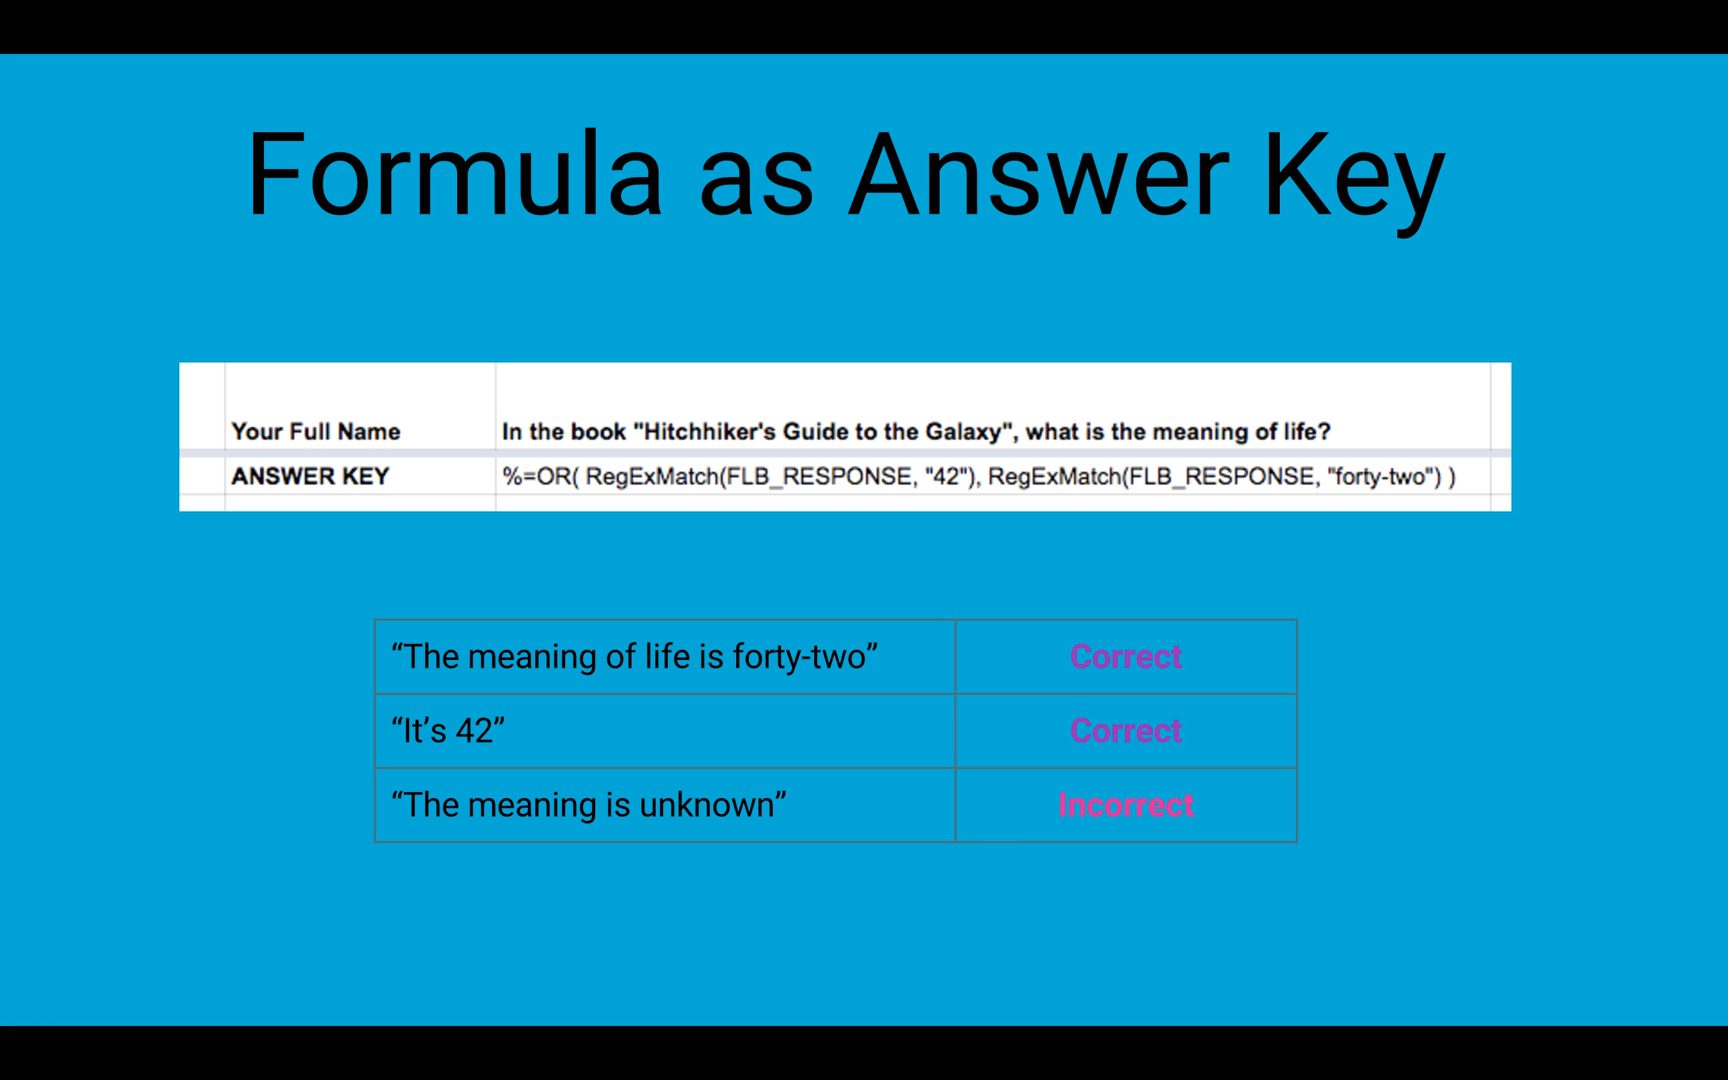 Formula as Answer Key
Your Full Name
In the book "Hitchhiker's Guide to the Galaxy", what is the meaning of life?
ANSWER KEY
%=OR( RegExMatch(FLB_RESPONSE, "42"), RegExMatch(FLB_RESPONSE, "forty-two") )
“The meaning of life is forty-two”
Correct
“It’s 42”
Correct
“The meaning is unknown”
Incorrect